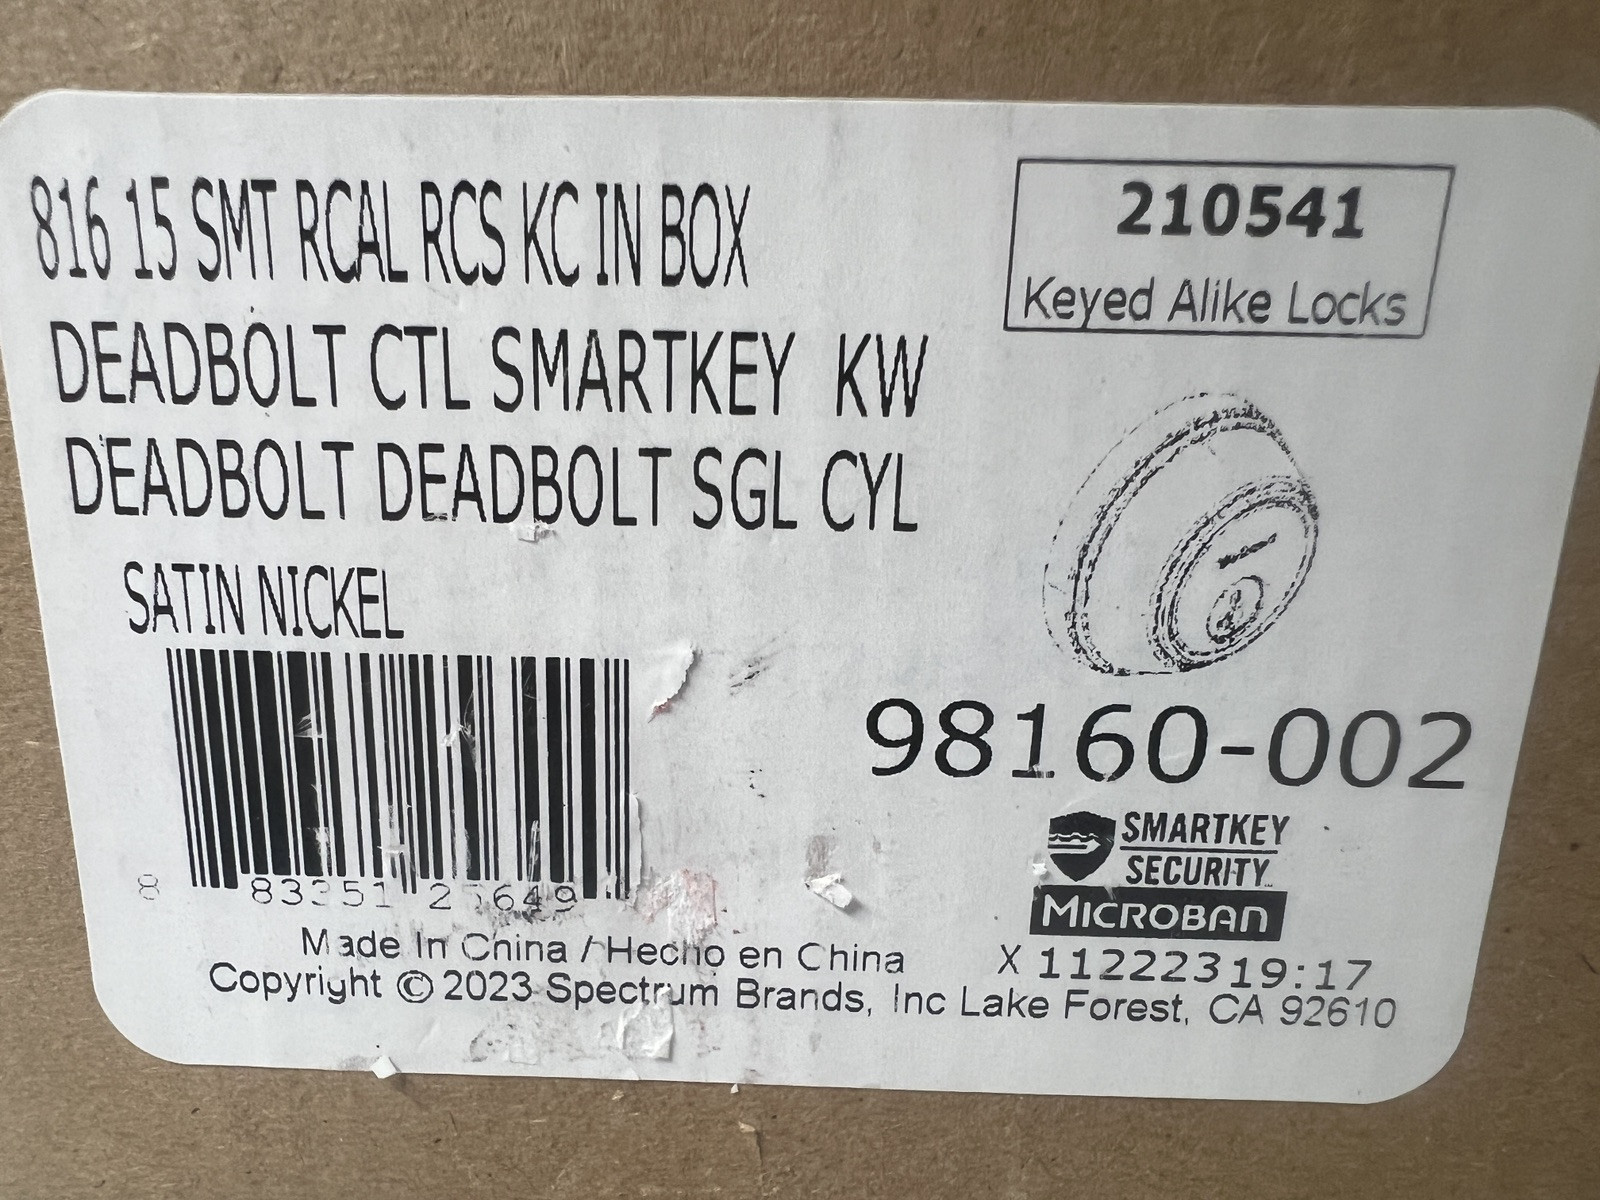 816 15 SMT RCAL RCS KC IN BOX
DEADBOLT CTL SMARTKEY KW
DEADBOLT DEADBOLT SGL CYL
SATIN NICKEL
210541
Keyed Alike Locks
98160-002
SMARTKEY
SECURITY
MICROBAN
8
Made In China / Hecho en China
X 11222319:17
Copyright © 2023 Spectrum Brands, Inc Lake Forest, CA 92610